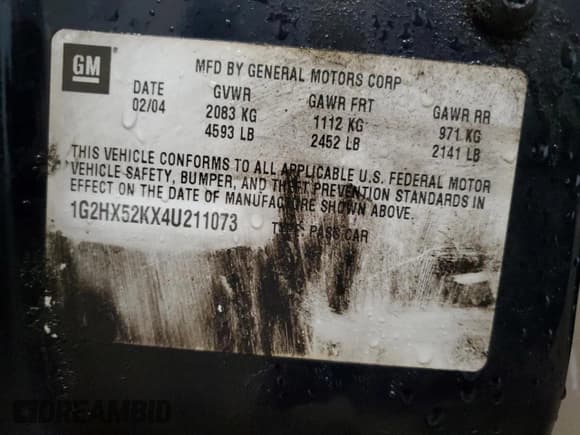 GM
MFD BY GENERAL MOTORS CORP
DATE GVWR GAWR FRT GAWR RR
02/04 2083 KG 1112 KG 971 KG
4593 LB 2452 LB 2141 LB
THIS VEHICLE CONFORMS TO ALL APPLICABLE U.S. FEDERAL MOTOR
VEHICLE SAFETY, BUMPER, AND THEFT PREVENTION STANDARDS IN
EFFECT ON THE DATE OF MANUFACTURE SHOWN ABOVE.
1G2HX52KX4U211073 TYPE PASS CAR
DREAMBID